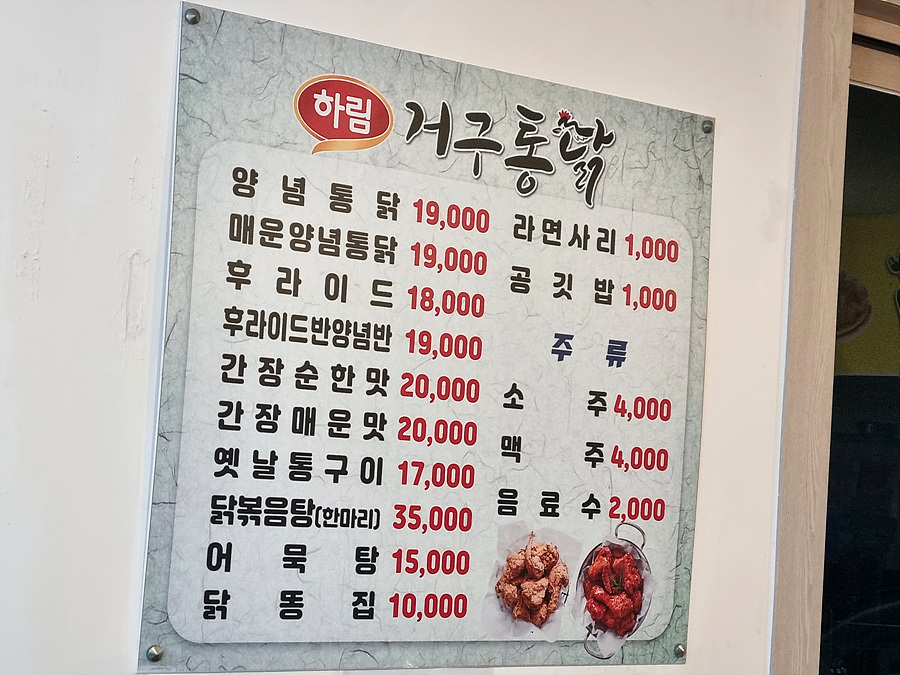 하림 거구통닭
양념통닭 19,000
매운양념통닭 19,000
후라이드 18,000
후라이드반양념반 19,000
간장순한맛 20,000
간장매운맛 20,000
옛날통구이 17,000
닭볶음탕(한마리) 35,000
어묵탕 15,000
닭똥집 10,000
라면사리 1,000
공깃밥 1,000
주류
소주 4,000
맥주 4,000
음료수 2,000